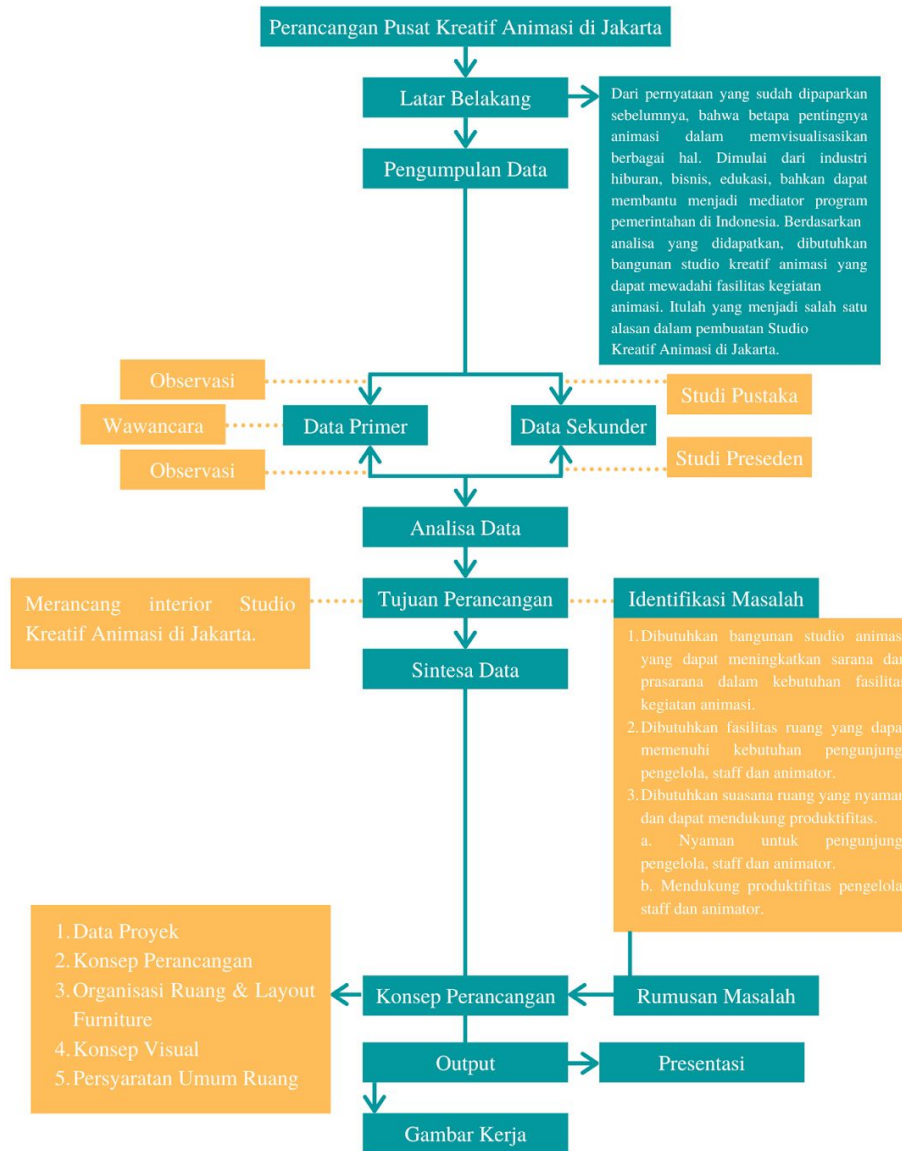 Perancangan Pusat Kreatif Animasi di Jakarta
Latar Belakang
Dari pernyataan yang sudah dipaparkan
sebelumnya, bahwa betapa pentingnya
animasi dalam memvisualisasikan
berbagai hal. Dimulai dari industri
hiburan, bisnis, edukasi, bahkan dapat
membantu menjadi mediator program
pemerintahan di Indonesia. Berdasarkan
analisa yang didapatkan, dibutuhkan
bangunan studio kreatif animasi yang
dapat mewadahi fasilitas kegiatan
animasi. Itulah yang menjadi salah satu
alasan dalam pembuatan Studio
Kreatif Animasi di Jakarta.
Pengumpulan Data
Observasi
Studi Pustaka
Wawancara
Data Primer
Data Sekunder
Observasi
Studi Preseden
Analisa Data
Tujuan Perancangan
Merancang interior Studio
Kreatif Animasi di Jakarta.
Identifikasi Masalah
1. Dibutuhkan bangunan studio animas
yang dapat meningkatkan sarana dan
prasarana dalam kebutuhan fasilitas
kegiatan animasi.
2. Dibutuhkan fasilitas ruang yang dapa
memenuhi kebutuhan pengunjung
pengelola, staff dan animator.
3. Dibutuhkan suasana ruang yang nyaman
dan dapat mendukung produktifitas.
a. Nyaman untuk pengunjung
pengelola, staff dan animator.
b. Mendukung produktifitas pengelola
staff dan animator.
Sintesa Data
1. Data Proyek
2. Konsep Perancangan
3. Organisasi Ruang & Layout
Furniture
4. Konsep Visual
5. Persyaratan Umum Ruang
Konsep Perancangan
Rumusan Masalah
Output
Presentasi
Gambar Kerja